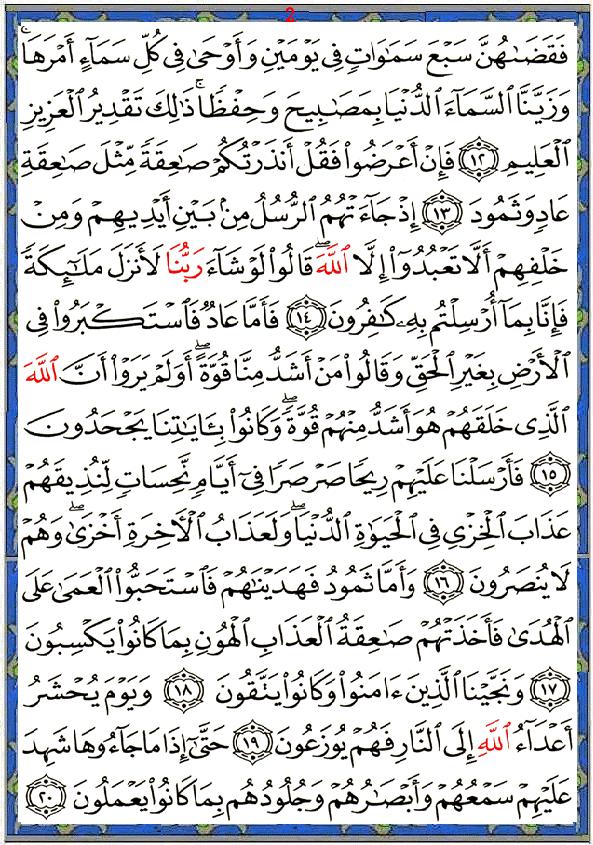 2
فَقَضَىٰهُنَّ سَبْعَ سَمَٰوَاتٍ فِي يَوْمَيْنِ وَأَوْحَىٰ فِي كُلِّ سَمَآءٍ أَمْرَهَا ۚ
وَزَيَّنَّا ٱلسَّمَآءَ ٱلدُّنْيَا بِمَصَٰبِيحَ وَحِفْظًا ۚ ذَٰلِكَ تَقْدِيرُ ٱلْعَزِيزِ
ٱلْعَلِيمِ ١٢ فَإِنْ أَعْرَضُوا۟ فَقُلْ أَنذَرْتُكُمْ صَٰعِقَةً مِّثْلَ صَٰعِقَةِ
عَادٍ وَثَمُودَ ١٣ إِذْ جَآءَتْهُمُ ٱلرُّسُلُ مِنۢ بَيْنِ أَيْدِيهِمْ وَمِنْ
خَلْفِهِمْ أَلَّا تَعْبُدُوٓا۟ إِلَّا ٱللَّهَ ۖ قَالُوا۟ لَوْ شَآءَ رَبُّنَا لَأَنزَلَ مَلَٰٓئِكَةً
فَإِنَّا بِمَآ أُرْسِلْتُم بِهِۦ كَٰفِرُونَ ١٤ فَأَمَّا عَادٌ فَٱسْتَكْبَرُوا۟ فِي
ٱلْأَرْضِ بِغَيْرِ ٱلْحَقِّ وَقَالُوا۟ مَنْ أَشَدُّ مِنَّا قُوَّةً ۖ أَوَلَمْ يَرَوْا۟ أَنَّ ٱللَّهَ
ٱلَّذِي خَلَقَهُمْ هُوَ أَشَدُّ مِنْهُمْ قُوَّةً ۖ وَكَانُوا۟ بِـَٔايَٰتِنَا يَجْحَدُونَ
١٥ فَأَرْسَلْنَا عَلَيْهِمْ رِيحًا صَرْصَرًا فِيٓ أَيَّامٍ نَّحِسَاتٍ لِّنُذِيقَهُمْ
عَذَابَ ٱلْخِزْيِ فِي ٱلْحَيَوٰةِ ٱلدُّنْيَا ۖ وَلَعَذَابُ ٱلْـَٔاخِرَةِ أَخْزَىٰ ۖ وَهُمْ
لَا يُنصَرُونَ ١٦ وَأَمَّا ثَمُودُ فَهَدَيْنَٰهُمْ فَٱسْتَحَبُّوا۟ ٱلْعَمَىٰ عَلَى
ٱلْهُدَىٰ فَأَخَذَتْهُمْ صَٰعِقَةُ ٱلْعَذَابِ ٱلْهُونِ بِمَا كَانُوا۟ يَكْسِبُونَ
١٧ وَنَجَّيْنَا ٱلَّذِينَ ءَامَنُوا۟ وَكَانُوا۟ يَتَّقُونَ ١٨ وَيَوْمَ يُحْشَرُ
أَعْدَآءُ ٱللَّهِ إِلَى ٱلنَّارِ فَهُمْ يُوزَعُونَ ١٩ حَتَّىٰٓ إِذَا مَا جَآءُوهَا شَهِدَ
عَلَيْهِمْ سَمْعُهُمْ وَأَبْصَٰرُهُمْ وَجُلُودُهُم بِمَا كَانُوا۟ يَعْمَلُونَ ٢٠